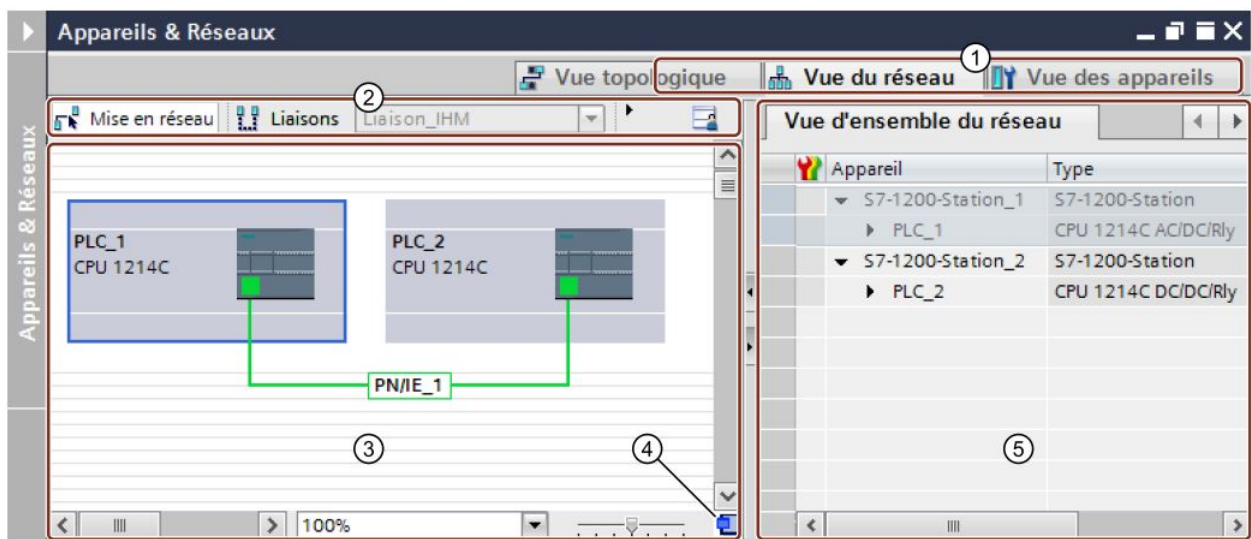 Appareils & Réseaux
Vue topologique
Vue du réseau
Vue des appareils
1
2
Mise en réseau
Liaisons
Liaison_IHM
Vue d'ensemble du réseau
Appareils & Réseaux
Appareil
Type
S7-1200-Station_1
S7-1200-Station
PLC_1
CPU 1214C AC/DC/Rly
S7-1200-Station_2
S7-1200-Station
PLC_2
CPU 1214C DC/DC/Rly
PLC_1
CPU 1214C
PLC_2
CPU 1214C
PN/IE_1
3
4
5
100%